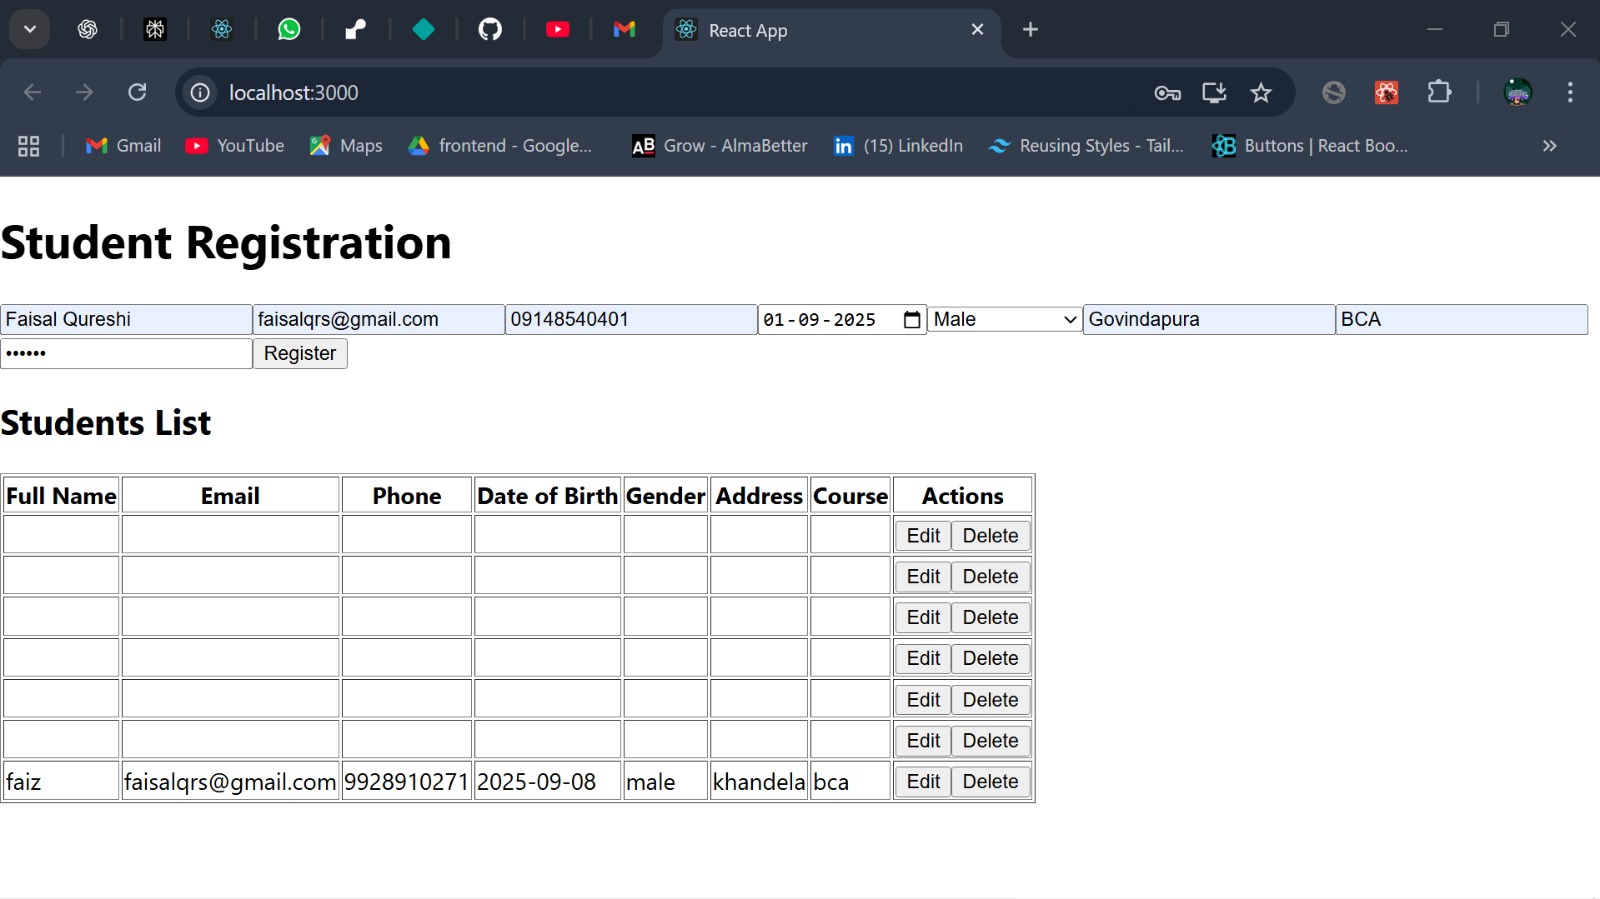 React App
localhost:3000
Gmail YouTube Maps frontend - Google... AB Grow - AlmaBetter in (15) LinkedIn Reusing Styles - Tail... B Buttons | React Boo...
Student Registration
Faisal Qureshi faisalqrs@gmail.com 09148540401 01-09-2025 Male Govindapura BCA
•••••• Register
Students List
Full Name Email Phone Date of Birth Gender Address Course Actions
Edit Delete
Edit Delete
Edit Delete
Edit Delete
Edit Delete
Edit Delete
faiz faisalqrs@gmail.com 9928910271 2025-09-08 male khandela bca Edit Delete